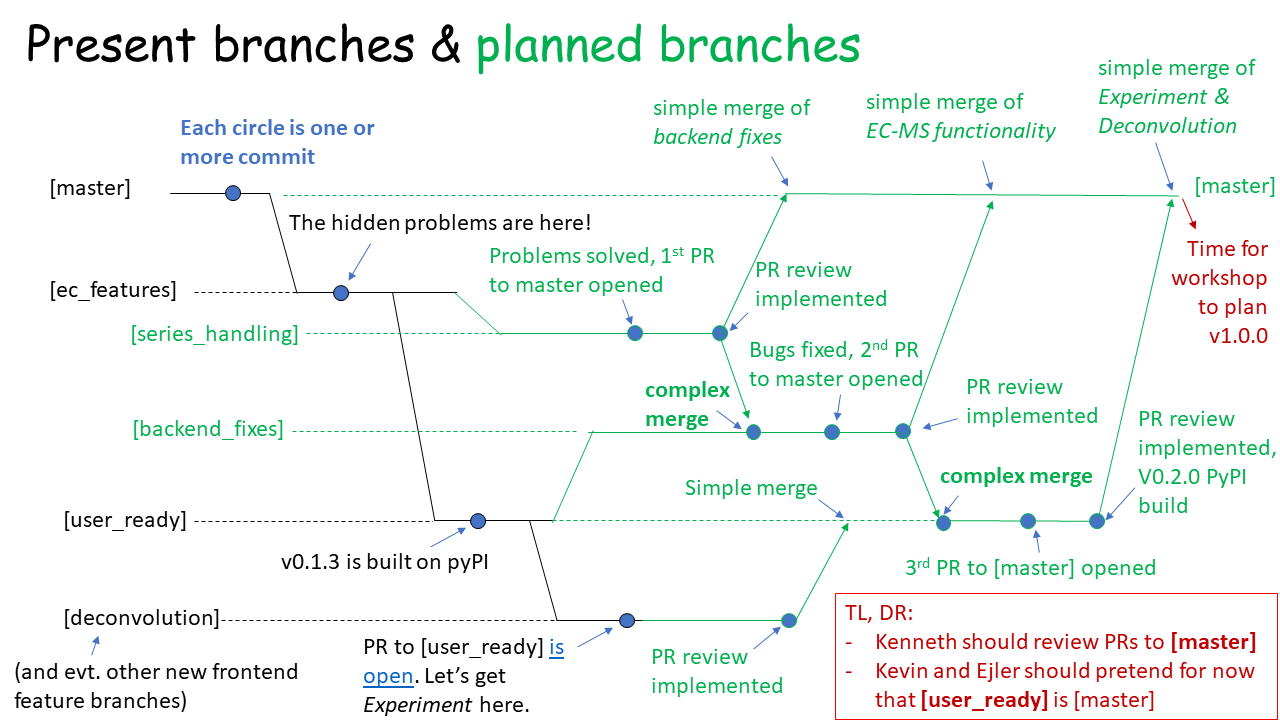 Present branches & planned branches
simple merge of
Experiment &
Deconvolution
simple merge of
backend fixes
simple merge of
EC-MS functionality
Each circle is one or
more commit
[master]
[master]
The hidden problems are here!
Time for
workshop
to plan
v1.0.0
Problems solved, 1st PR
to master opened
PR review
implemented
[ec_features]
[series_handling]
Bugs fixed, 2nd PR
to master opened
complex
merge
PR review
implemented
[backend_fixes]
PR review
implemented,
V0.2.0 PyPI
build
complex merge
Simple merge
[user_ready]
v0.1.3 is built on pyPI
3rd PR to [master] opened
[deconvolution]
(and evt. other new frontend
feature branches)
PR to [user_ready] is
open. Let's get
Experiment here.
PR review
implemented
TL, DR:
- Kenneth should review PRs to [master]
- Kevin and Ejler should pretend for now
that [user_ready] is [master]